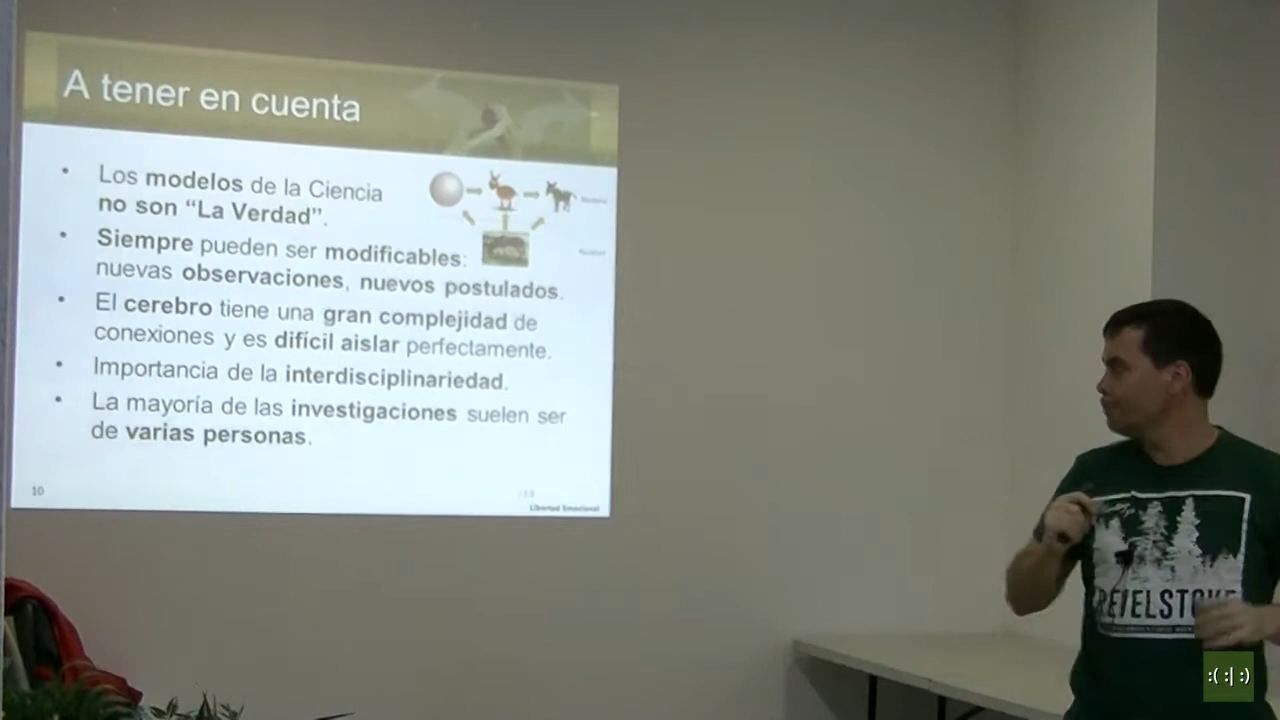 A tener en cuenta
• Los modelos de la Ciencia
no son “La Verdad”.
• Siempre pueden ser modificables:
nuevas observaciones, nuevos postulados.
• El cerebro tiene una gran complejidad de
conexiones y es difícil aislar perfectamente.
• Importancia de la interdisciplinariedad.
• La mayoría de las investigaciones suelen ser
de varias personas.
10
Libertad Emocional
REVELSTOKE
:( :| :)